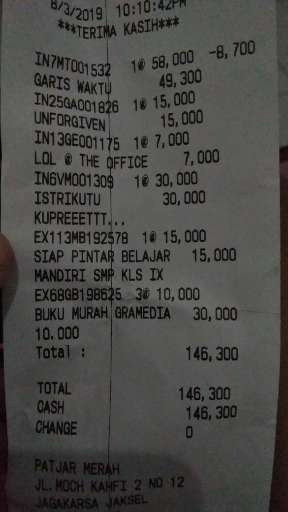 8/3/2019 10:10:42PM
***TERIMA KASIH***
IN7MT001532 1@ 58,000 -8,700
GARIS WAKTU 49,300
IN25GA001826 1@ 15,000
UNFORGIVEN 15,000
IN13GE001175 1@ 7,000
LOL @ THE OFFICE 7,000
IN6VM001309 1@ 30,000
ISTRIKUTU 30,000
KUPREEETTT...
EX113MB192578 1@ 15,000
SIAP PINTAR BELAJAR 15,000
MANDIRI SMP KLS IX
EX68GB198625 3@ 10,000
BUKU MURAH GRAMEDIA 30,000
10.000
Total : 146,300
TOTAL 146,300
CASH 146,300
CHANGE 0
PATJAR MERAH
JL.MOCH KAHFI 2 NO 12
JAGAKARSA JAKSEL